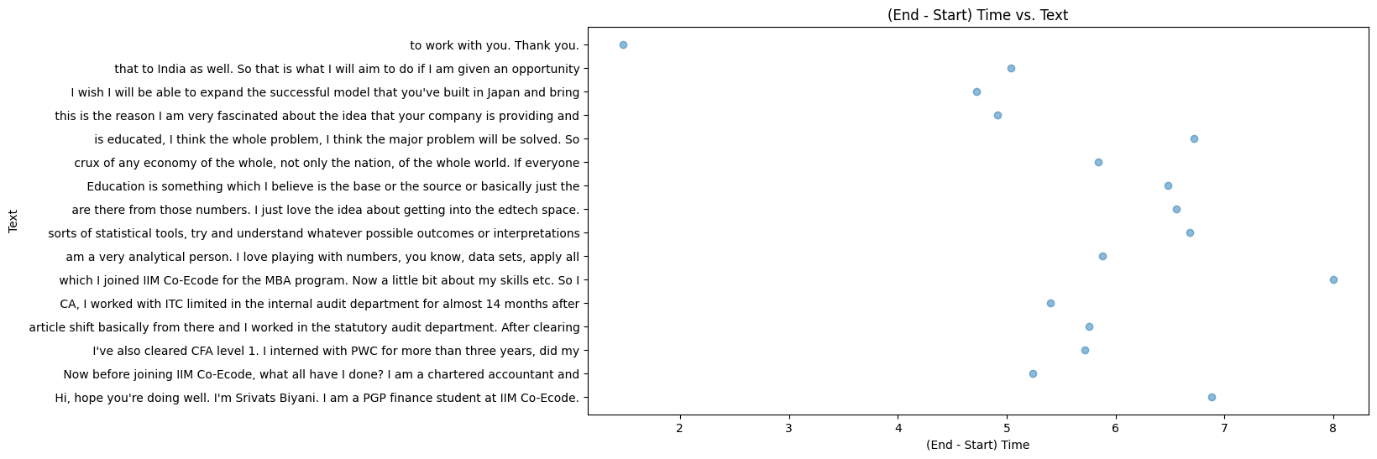 (End - Start) Time vs. Text
to work with you. Thank you.
that to India as well. So that is what I will aim to do if I am given an opportunity
I wish I will be able to expand the successful model that you've built in Japan and bring
this is the reason I am very fascinated about the idea that your company is providing and
is educated, I think the whole problem, I think the major problem will be solved. So
crux of any economy of the whole, not only the nation, of the whole world. If everyone
Education is something which I believe is the base or the source or basically just the
are there from those numbers. I just love the idea about getting into the edtech space.
sorts of statistical tools, try and understand whatever possible outcomes or interpretations
am a very analytical person. I love playing with numbers, you know, data sets, apply all
which I joined IIM Co-Ecode for the MBA program. Now a little bit about my skills etc. So I
CA, I worked with ITC limited in the internal audit department for almost 14 months after
article shift basically from there and I worked in the statutory audit department. After clearing
I've also cleared CFA level 1. I interned with PWC for more than three years, did my
Now before joining IIM Co-Ecode, what all have I done? I am a chartered accountant and
Hi, hope you're doing well. I'm Srivats Biyani. I am a PGP finance student at IIM Co-Ecode.
Text
2 3 4 5 6 7 8
(End - Start) Time